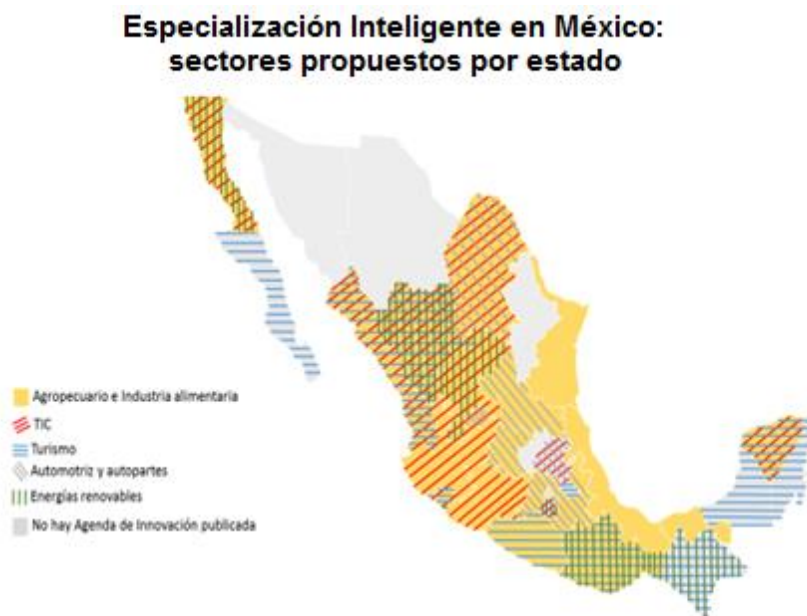 Especialización Inteligente en México:
sectores propuestos por estado
Agropecuario e Industria alimentaria
TIC
Turismo
Automotriz y autopartes
Energías renovables
No hay Agenda de Innovación publicada